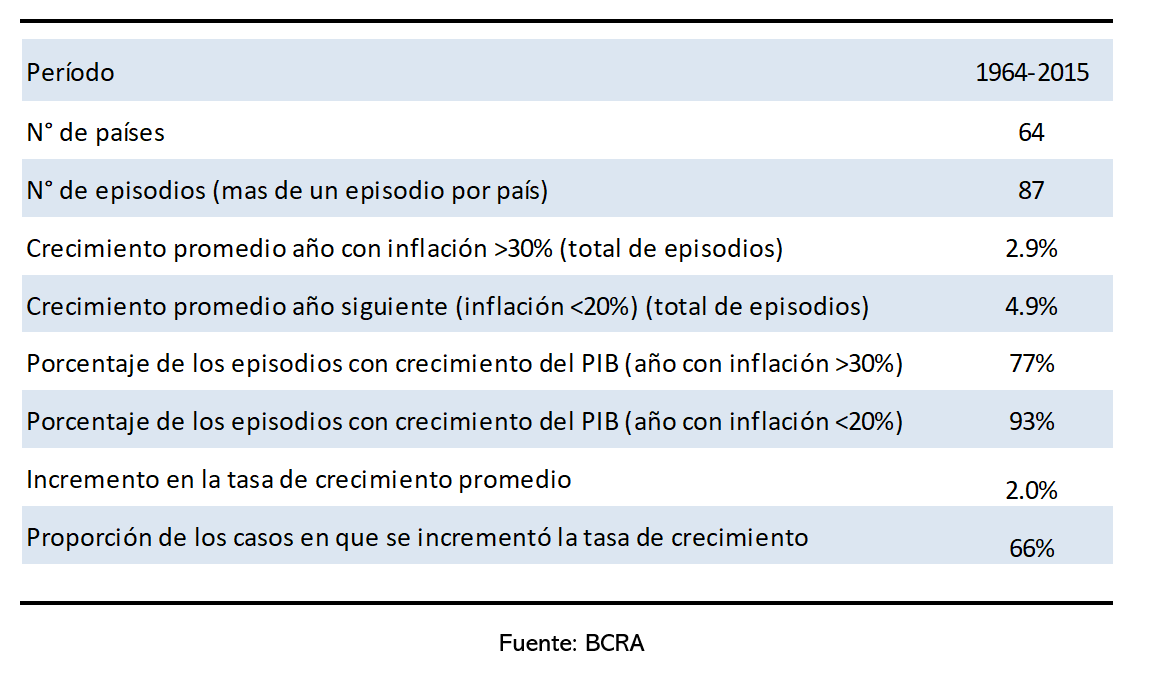 Período 1964-2015
N° de países 64
N° de episodios (mas de un episodio por país) 87
Crecimiento promedio año con inflación >30% (total de episodios) 2.9%
Crecimiento promedio año siguiente (inflación <20%) (total de episodios) 4.9%
Porcentaje de los episodios con crecimiento del PIB (año con inflación >30%) 77%
Porcentaje de los episodios con crecimiento del PIB (año con inflación <20%) 93%
Incremento en la tasa de crecimiento promedio 2.0%
Proporción de los casos en que se incrementó la tasa de crecimiento 66%
Fuente: BCRA